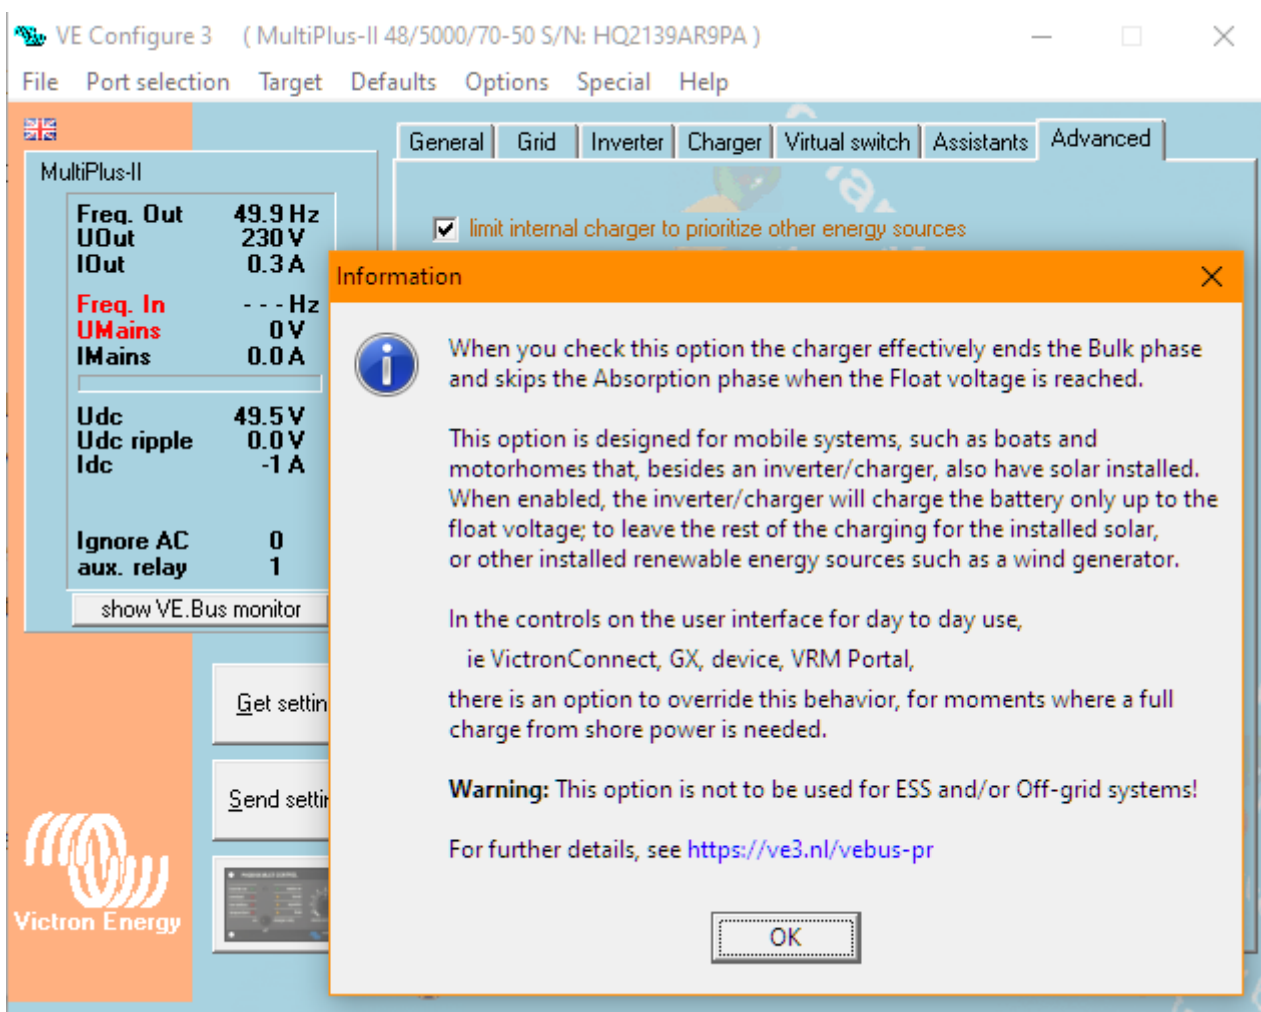 VE Configure 3 ( MultiPlus-II 48/5000/70-50 S/N: HQ2139AR9PA )
File Port selection Target Defaults Options Special Help
General Grid Inverter Charger Virtual switch Assistants Advanced
MultiPlus-II
Freq. Out 49.9 Hz
UOut 230 V
IOut 0.3 A
Freq. In - - - Hz
UMains 0 V
IMains 0.0 A
Udc 49.5 V
Udc ripple 0.0 V
Idc -1 A
Ignore AC 0
aux. relay 1
show VE.Bus monitor
limit internal charger to prioritize other energy sources
Information
When you check this option the charger effectively ends the Bulk phase
and skips the Absorption phase when the Float voltage is reached.
This option is designed for mobile systems, such as boats and
motorhomes that, besides an inverter/charger, also have solar installed.
When enabled, the inverter/charger will charge the battery only up to the
float voltage; to leave the rest of the charging for the installed solar,
or other installed renewable energy sources such as a wind generator.
In the controls on the user interface for day to day use,
ie VictronConnect, GX, device, VRM Portal,
there is an option to override this behavior, for moments where a full
charge from shore power is needed.
Warning: This option is not to be used for ESS and/or Off-grid systems!
For further details, see https://ve3.nl/vebus-pr
OK
Get settin
Send settin
Victron Energy